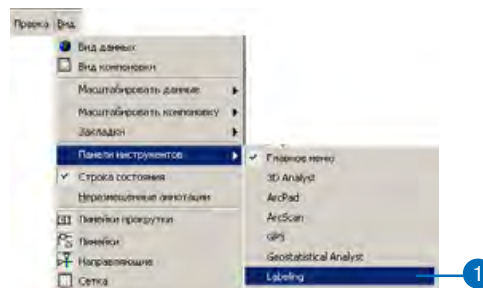 Правка Вид
Вид данных
Вид компоновки
Масштабировать данные
Масштабировать компоновку
Закладки
Панели инструментов
Главное меню
Строка состояния
3D Analyst
Неразмещенные аннотации
ArcPad
Линейки прокрутки
ArcScan
Линейки
GPS
Направляющие
Geostatistical Analyst
Сетка
Labeling
1